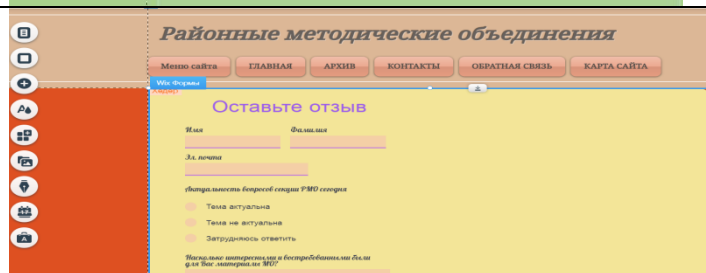 Районные методические объединения
Меню сайта ГЛАВНАЯ АРХИВ КОНТАКТЫ ОБРАТНАЯ СВЯЗЬ КАРТА САЙТА
Wix Формы
Хедер
Оставьте отзыв
Имя Фамилия
Эл. почта
Актуальность вопросов секции РМО сегодня
Тема актуальна
Тема не актуальна
Затрудняюсь ответить
Насколько интересными и востребованными были
для Вас материалы МО?